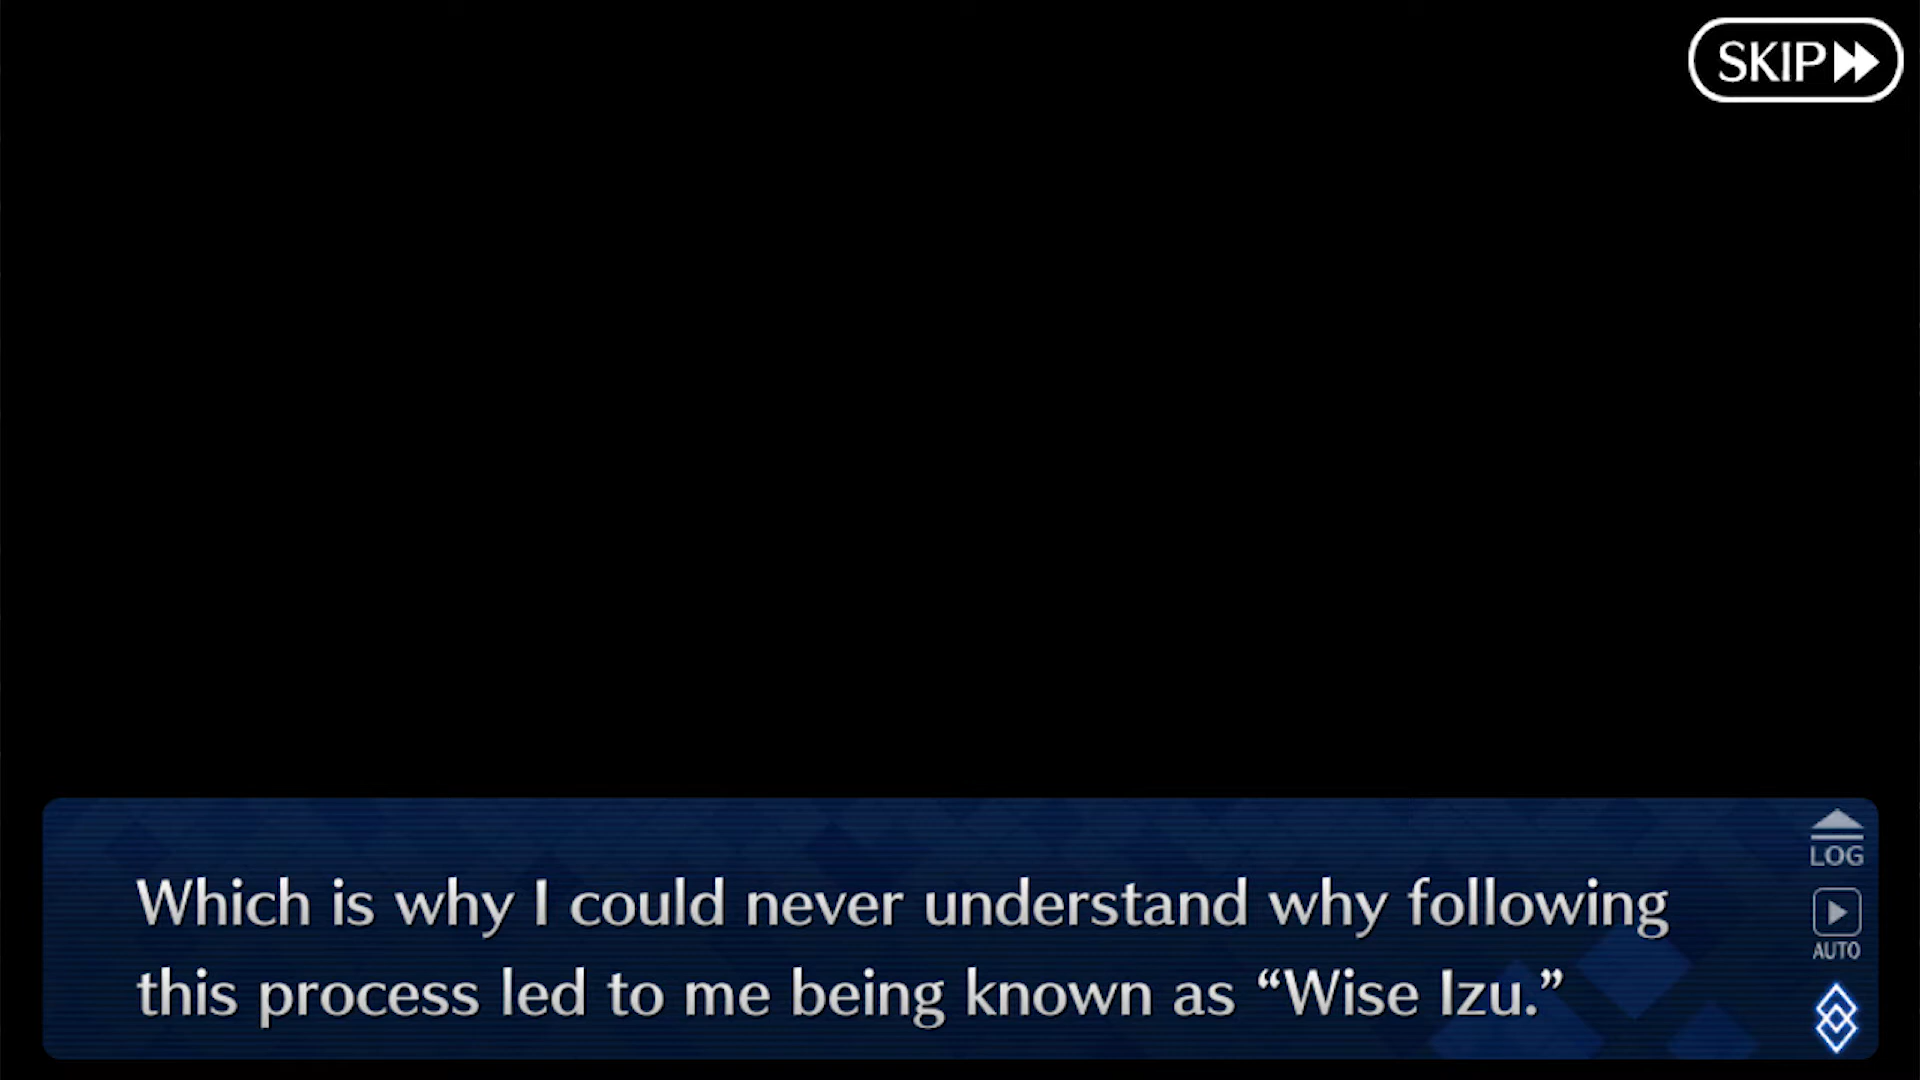 SKIP
LOG
Which is why I could never understand why following
AUTO
this process led to me being known as “Wise Izu.”